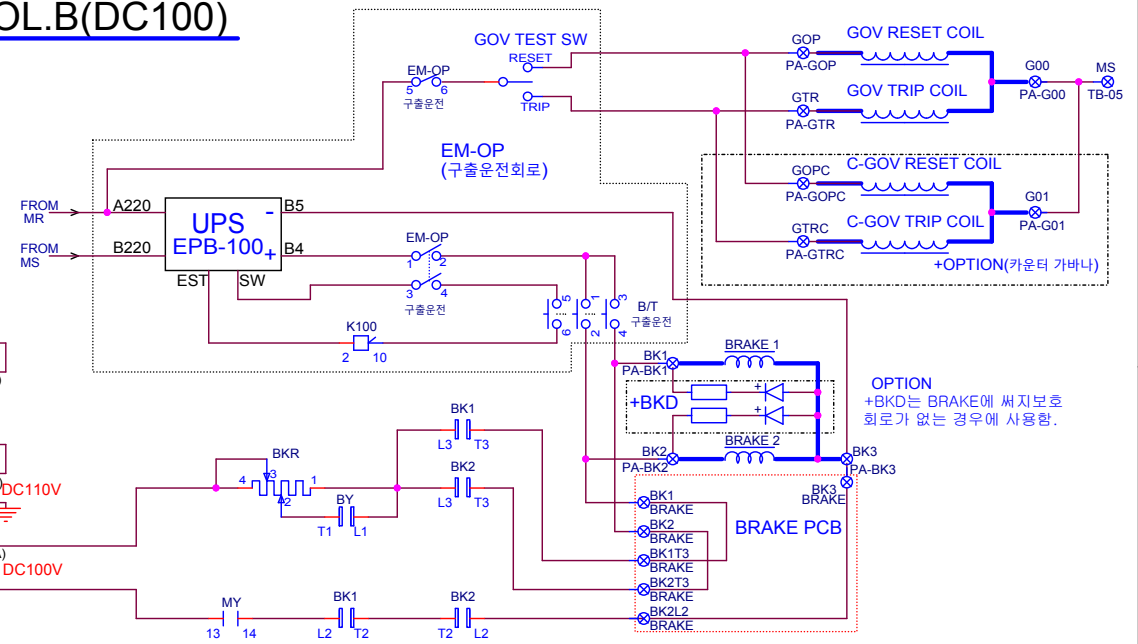 OL.B(DC100)
GOV TEST SW
RESET
TRIP
EM-OP
5 6
구출운전
EM-OP
(구출운전회로)
GOP
PA-GOP
GOV RESET COIL
GTR
PA-GTR
GOV TRIP COIL
G00
PA-G00
MS
TB-05
GOPC
PA-GOPC
C-GOV RESET COIL
GTRC
PA-GTRC
C-GOV TRIP COIL
G01
PA-G01
+OPTION(카운터 가바나)
FROM
MR
A220
FROM
MS
B220
UPS
EPB-100
-
+
B5
B4
EST
SW
EM-OP
1 2
3 4
구출운전
K100
2 10
5 1 3
6 2 4
B/T
구출운전
BK1
PA-BK1
BRAKE 1
+BKD
+
+
BK2
PA-BK2
BRAKE 2
BK3
PA-BK3
OPTION
+BKD는 BRAKE에 써지보호
회로가 없는 경우에 사용함.
BK3
BRAKE
BRAKE PCB
BK1
BRAKE
BK2
BRAKE
BK1T3
BRAKE
BK2T3
BRAKE
BK2L2
BRAKE
BK1
L3 T3
BK2
L3 T3
BKR
4 3 1
2
BY
T1 L1
)
)
DC110V
A)
DC100V
MY
13 14
BK1
L2 T2
BK2
T2 L2